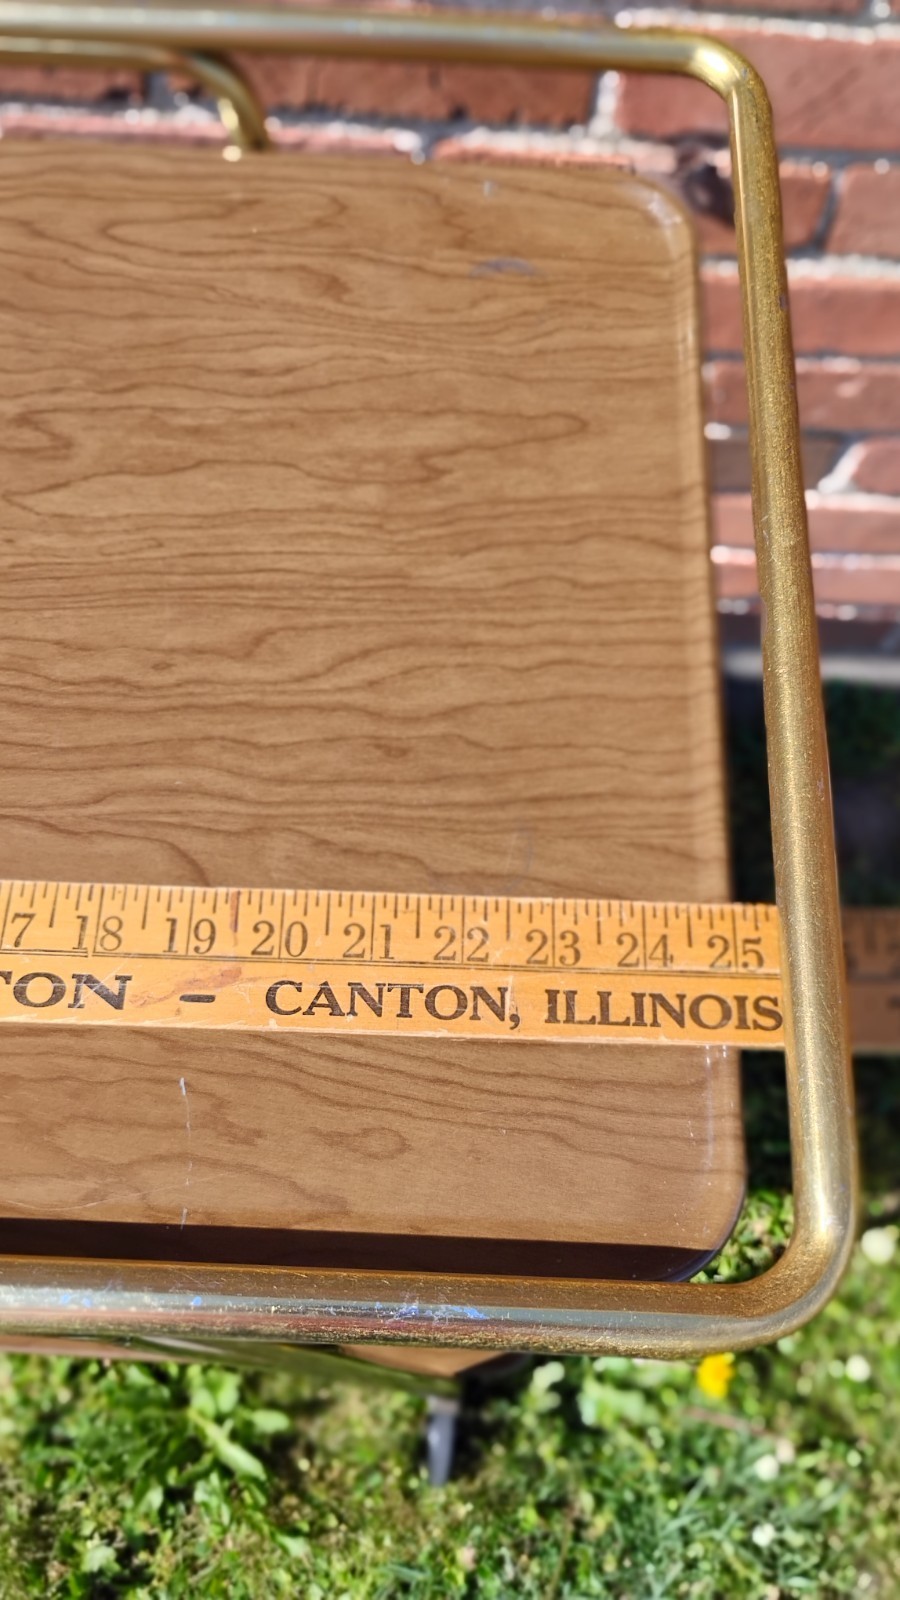 7 18 19 20 21 22 23 24 25
TON - CANTON, ILLINOIS